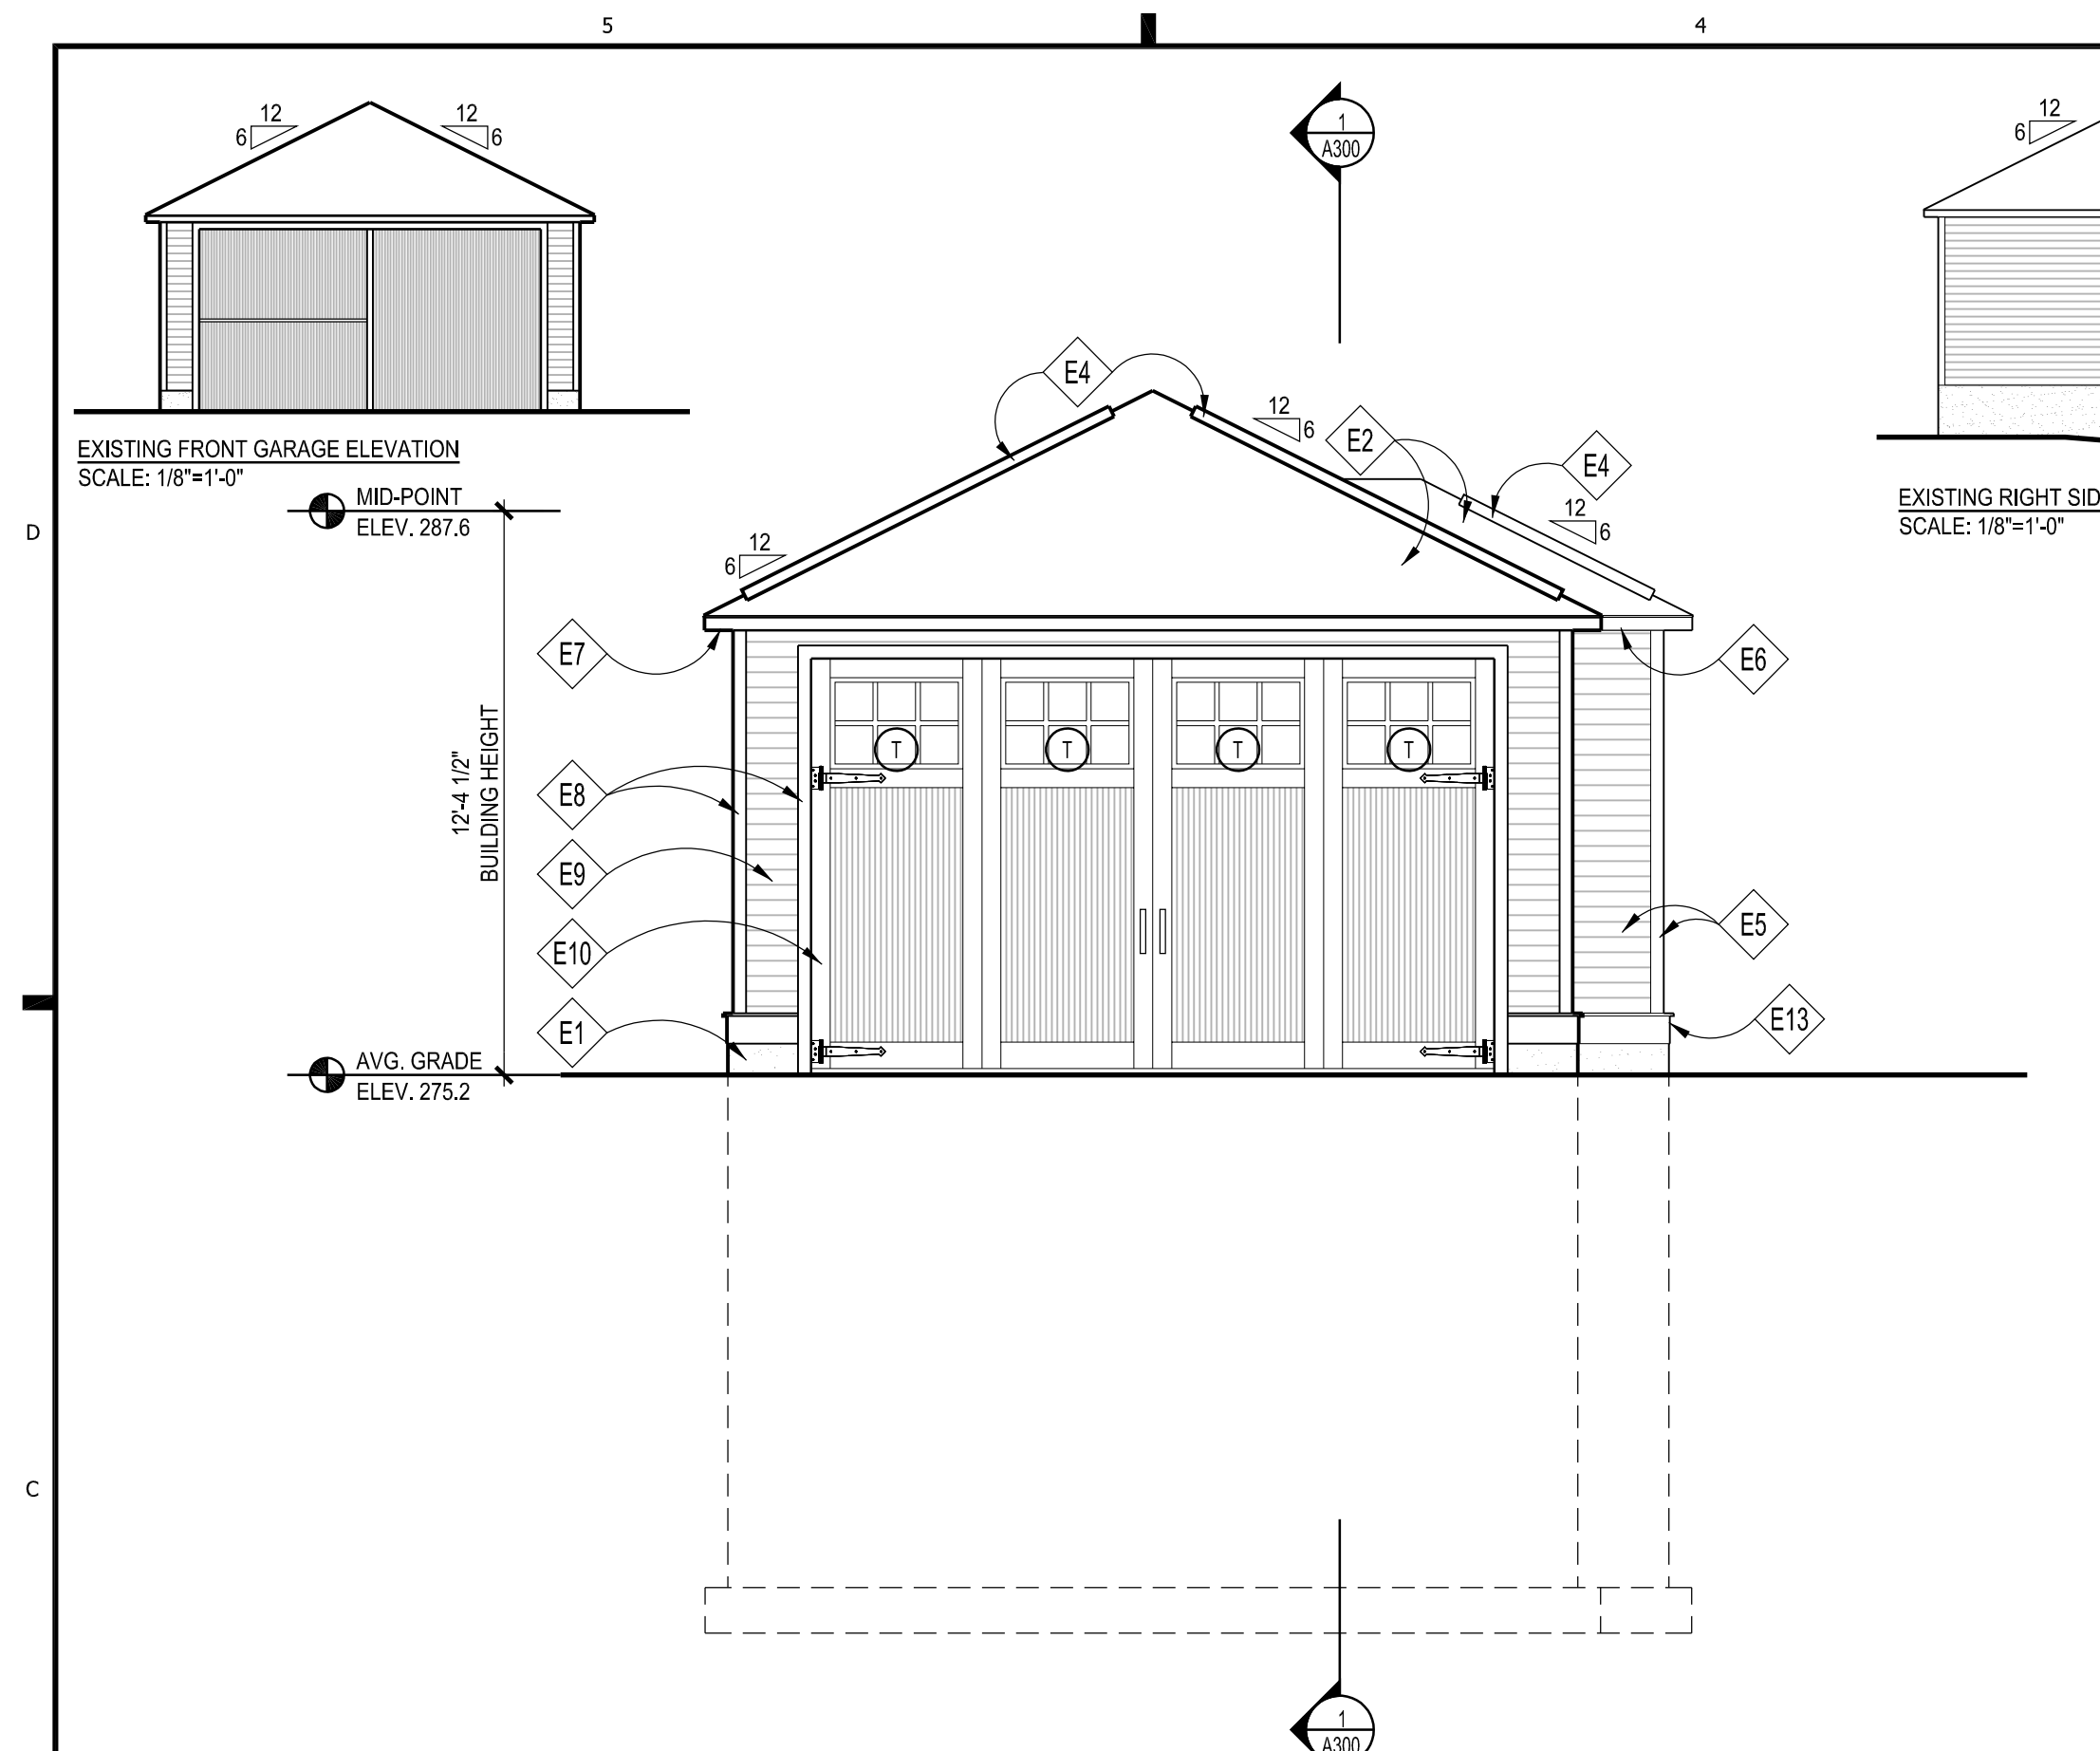 5
4
12
12
6
6
1
A300
12
6
EXISTING FRONT GARAGE ELEVATION
SCALE: 1/8"=1'-0"
EXISTING RIGHT SID
SCALE: 1/8"=1'-0"
D
MID-POINT
ELEV. 287.6
E4
12
6
E2
E4
12
6
12
6
E7
E6
12'-4 1/2"
BUILDING HEIGHT
T
T
T
T
E8
E9
E5
E10
E13
E1
AVG. GRADE
ELEV. 275.2
C
1
A300